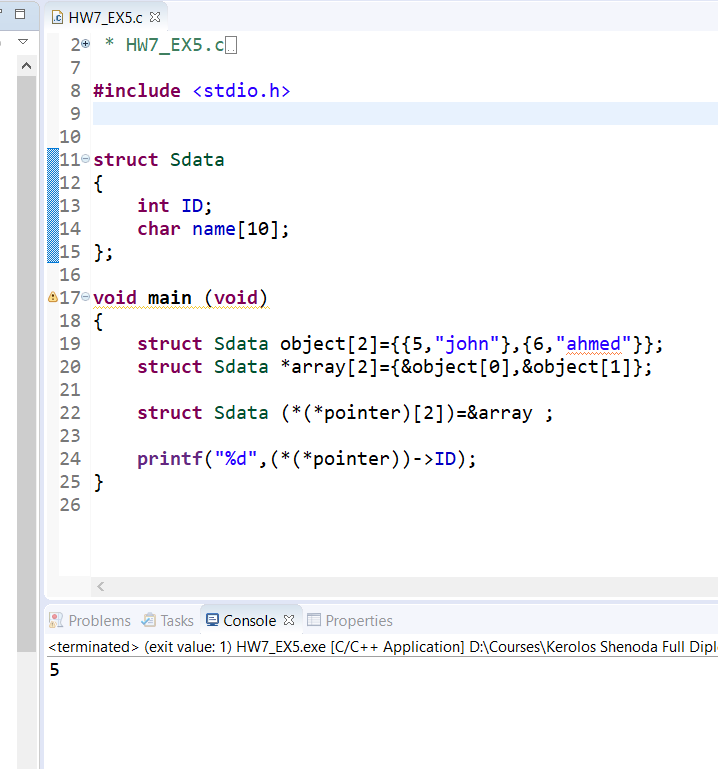 HW7_EX5.c
2 * HW7_EX5.c
7
8 #include <stdio.h>
9
10
11 struct Sdata
12 {
13     int ID;
14     char name[10];
15 };
16
17 void main (void)
18 {
19     struct Sdata object[2]={{5,"john"},{6,"ahmed"}};
20     struct Sdata *array[2]={&object[0],&object[1]};
21
22     struct Sdata (*(*pointer)[2])=&array ;
23
24     printf("%d",(*(*pointer))->ID);
25 }
26
Problems Tasks Console Properties
<terminated> (exit value: 1) HW7_EX5.exe [C/C++ Application] D:\Courses\Kerolos Shenoda Full Dipl
5